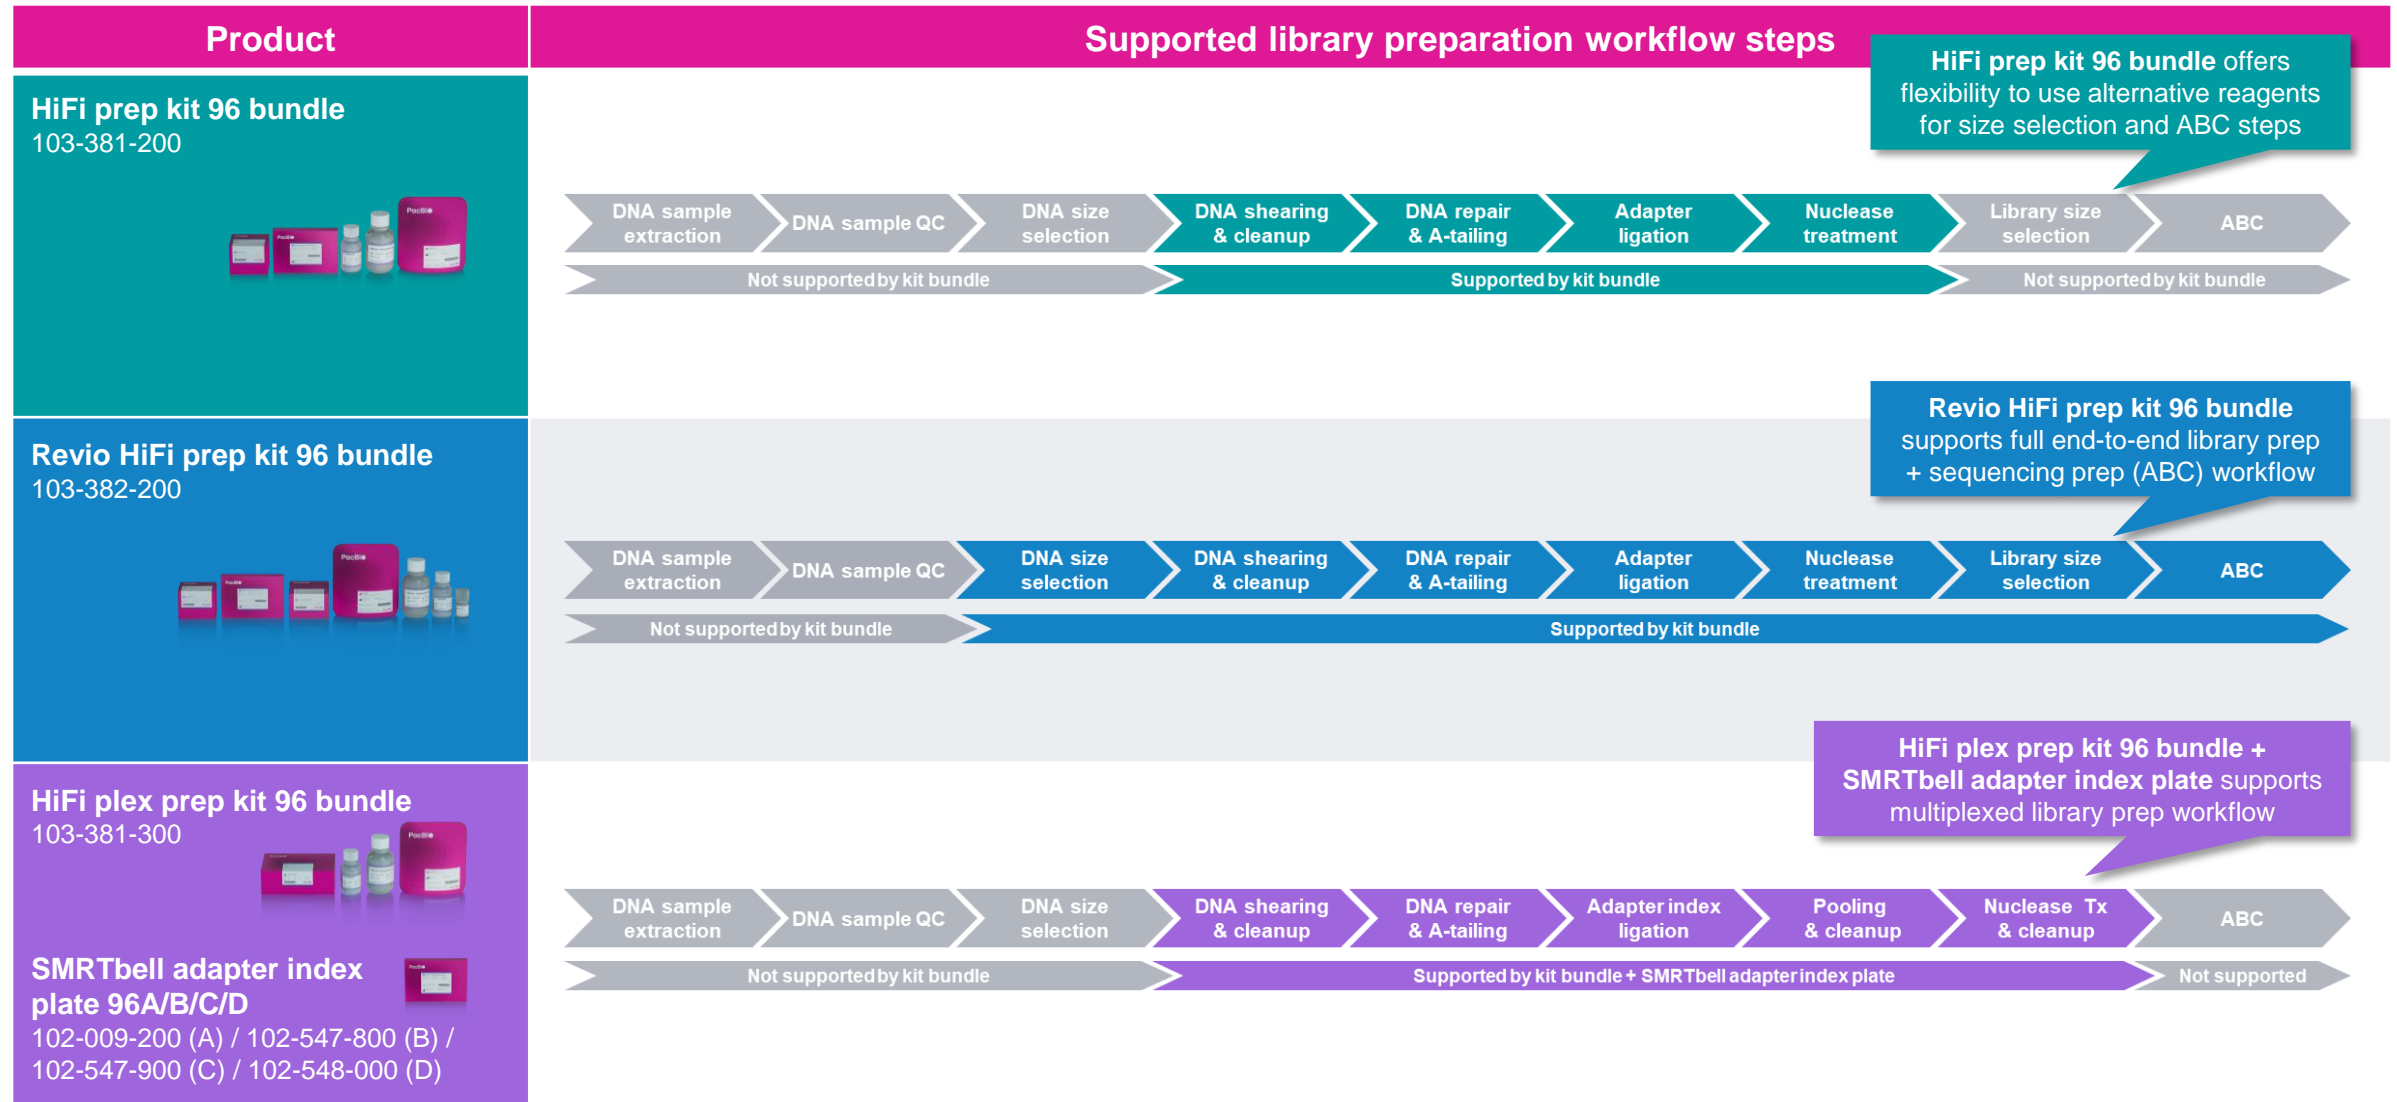 Product
Supported library preparation workflow steps
HiFi prep kit 96 bundle
103-381-200
PacBio
HiFi prep kit 96 bundle offers
flexibility to use alternative reagents
for size selection and ABC steps
DNA sample
extraction
DNA sample QC
DNA size
selection
DNA shearing
& cleanup
DNA repair
& A-tailing
Adapter
ligation
Nuclease
treatment
Library size
selection
ABC
Not supported by kit bundle
Supported by kit bundle
Not supported by kit bundle
Revio HiFi prep kit 96 bundle
103-382-200
PacBio
PacBio
Revio HiFi prep kit 96 bundle
supports full end-to-end library prep
+ sequencing prep (ABC) workflow
DNA sample
extraction
DNA sample QC
DNA size
selection
DNA shearing
& cleanup
DNA repair
& A-tailing
Adapter
ligation
Nuclease
treatment
Library size
selection
ABC
Not supported by kit bundle
Supported by kit bundle
HiFi plex prep kit 96 bundle
103-381-300
PacBio
SMRTbell adapter index
plate 96A/B/C/D
PacBio
102-009-200 (A) / 102-547-800 (B) /
102-547-900 (C) / 102-548-000 (D)
HiFi plex prep kit 96 bundle +
SMRTbell adapter index plate supports
multiplexed library prep workflow
DNA sample
extraction
DNA sample QC
DNA size
selection
DNA shearing
& cleanup
DNA repair
& A-tailing
Adapter index
ligation
Pooling
& cleanup
Nuclease Tx
& cleanup
ABC
Not supported by kit bundle
Supported by kit bundle + SMRTbell adapter index plate
Not supported